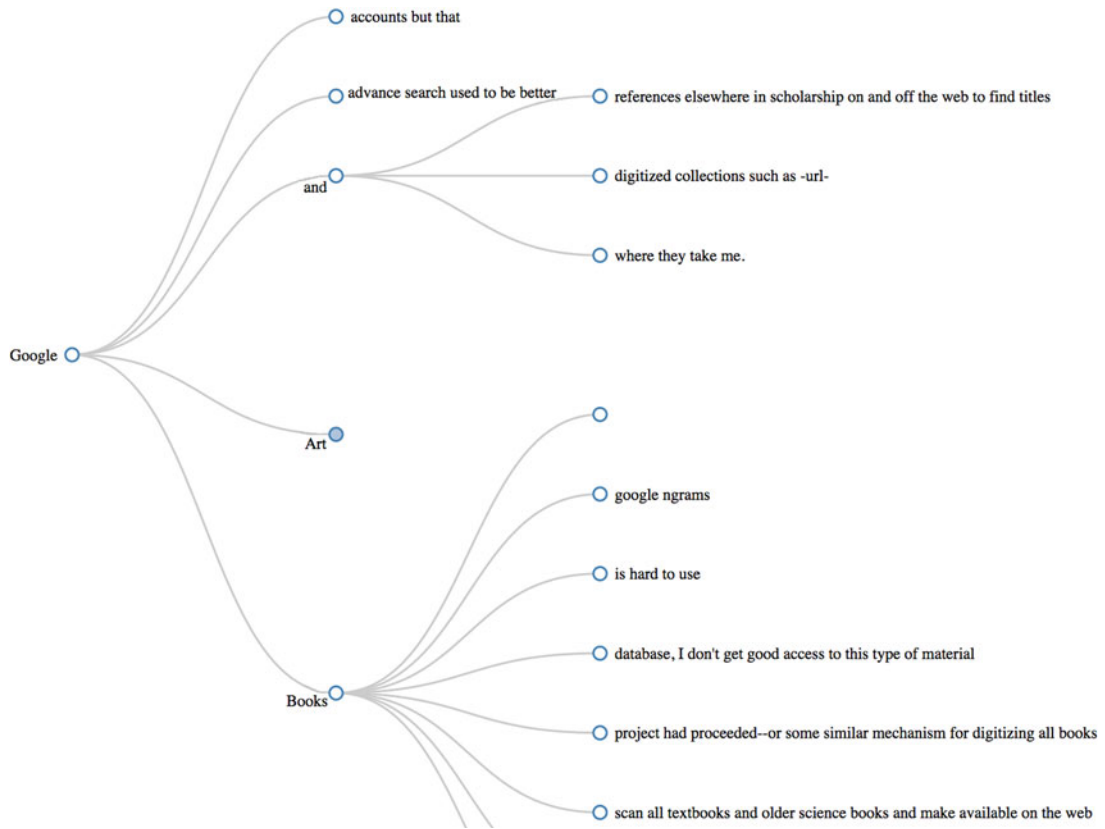 accounts but that
advance search used to be better
references elsewhere in scholarship on and off the web to find titles
and
digitized collections such as -url-
where they take me.
Google
Art
google ngrams
is hard to use
database, I don't get good access to this type of material
Books
project had proceeded--or some similar mechanism for digitizing all books
scan all textbooks and older science books and make available on the web